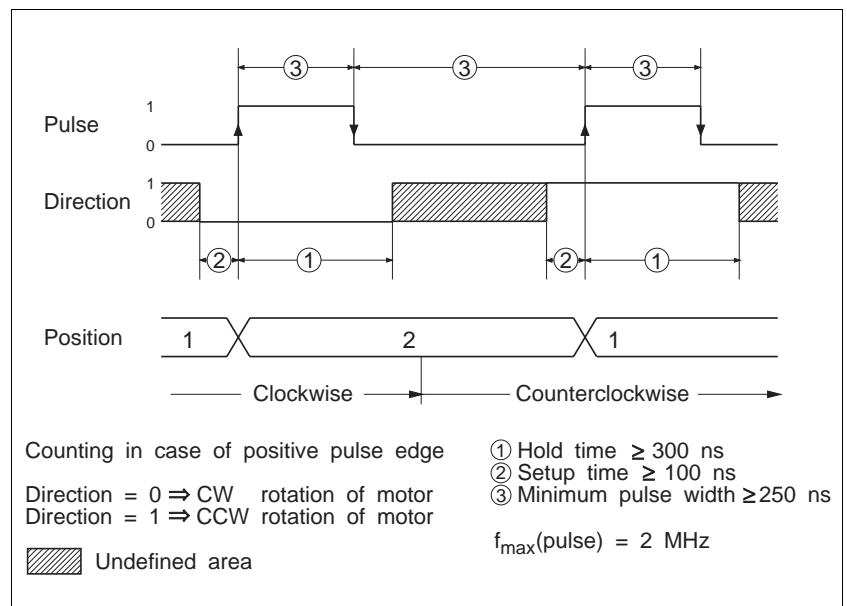 ③ ③ ③
Pulse 1
0
Direction 1
0
② ① ② ①
Position 1 2 1
Clockwise Counterclockwise
Counting in case of positive pulse edge
Direction = 0 ⇒ CW rotation of motor
Direction = 1 ⇒ CCW rotation of motor
Undefined area
① Hold time ≥ 300 ns
② Setup time ≥ 100 ns
③ Minimum pulse width ≥ 250 ns
fmax(pulse) = 2 MHz